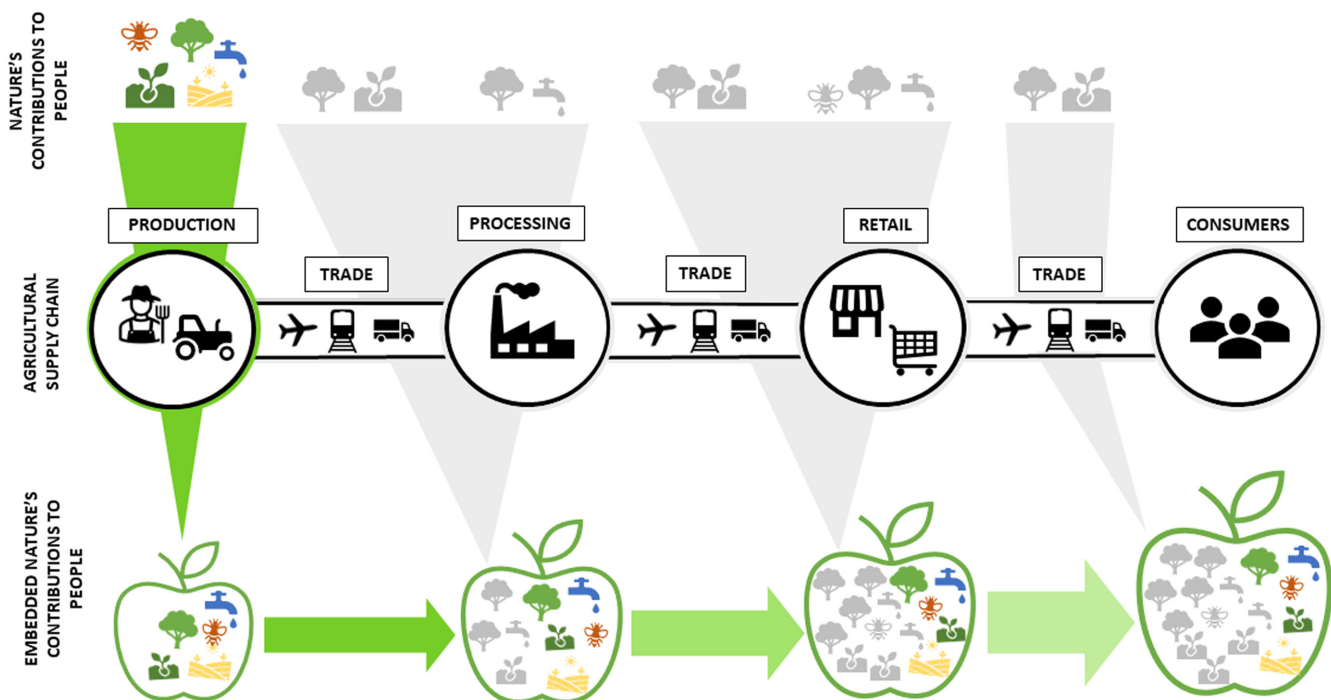 NATURE'S
CONTRIBUTIONS TO
PEOPLE
PRODUCTION
PROCESSING
RETAIL
CONSUMERS
AGRICULTURAL
SUPPLY CHAIN
TRADE
TRADE
TRADE
EMBEDDED NATURE'S
CONTRIBUTIONS TO
PEOPLE